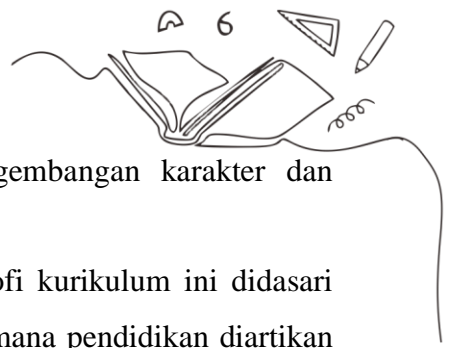 6
gembangan karakter dan
ofi kurikulum ini didasari
mana pendidikan diartikan